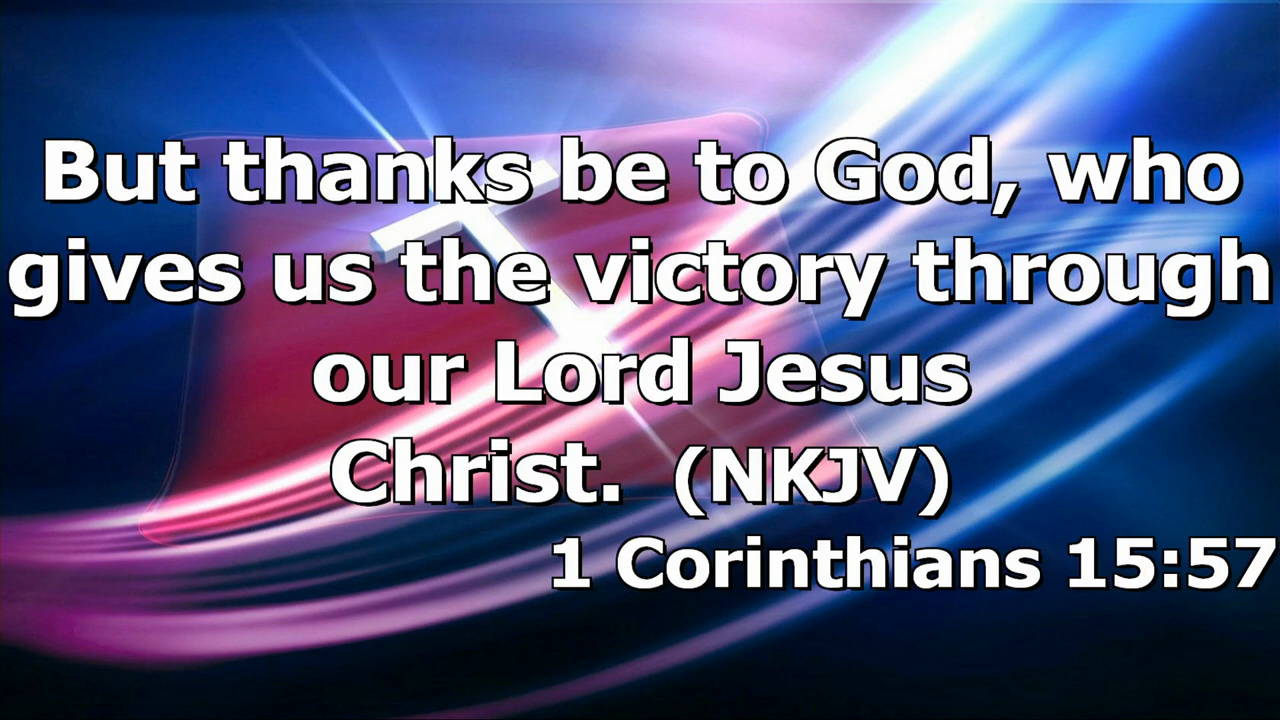 But thanks be to God, who
gives us the victory through
our Lord Jesus
Christ. (NKJV)
1 Corinthians 15:57